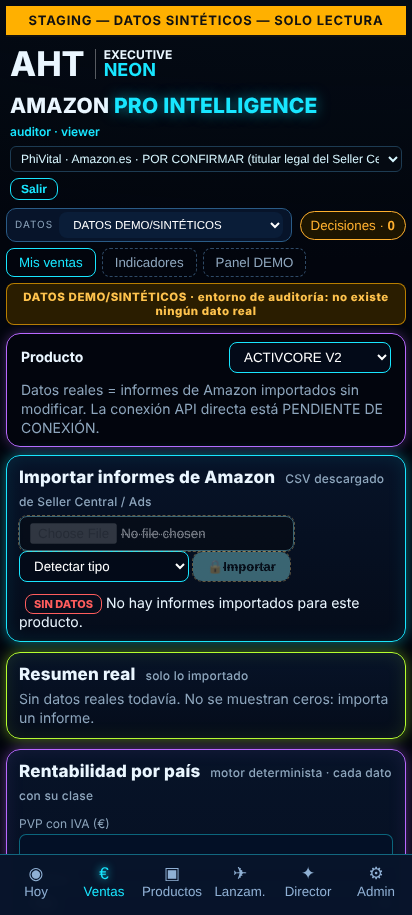 STAGING — DATOS SINTÉTICOS — SOLO LECTURA
AHT
EXECUTIVE
NEON
AMAZON PRO INTELLIGENCE
auditor · viewer
PhiVital · Amazon.es · POR CONFIRMAR (titular legal del Seller Ce
Salir
DATOS DATOS DEMO/SINTÉTICOS
Decisiones · 0
Mis ventas
Indicadores
Panel DEMO
DATOS DEMO/SINTÉTICOS · entorno de auditoría: no existe
ningún dato real
Producto
ACTIVCORE V2
Datos reales = informes de Amazon importados sin
modificar. La conexión API directa está PENDIENTE DE
CONEXIÓN.
Importar informes de Amazon CSV descargado
de Seller Central / Ads
Choose File No file chosen
Detectar tipo
Importar
SIN DATOS No hay informes importados para este
producto.
Resumen real solo lo importado
Sin datos reales todavía. No se muestran ceros: importa
un informe.
Rentabilidad por país motor determinista · cada dato
con su clase
PVP con IVA (€)
Hoy
€
Ventas
Productos
Lanzam.
Director
Admin